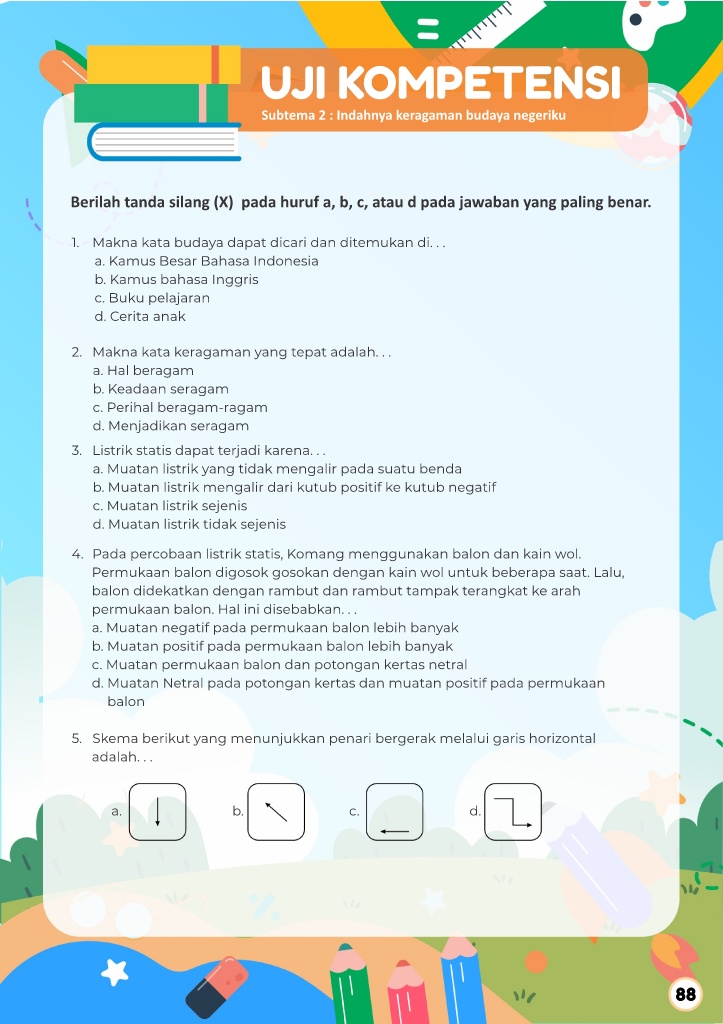 UJI KOMPETENSI
Subtema 2 : Indahnya keragaman budaya negeriku
Berilah tanda silang (X) pada huruf a, b, c, atau d pada jawaban yang paling benar.
1. Makna kata budaya dapat dicari dan ditemukan di. . .
a. Kamus Besar Bahasa Indonesia
b. Kamus bahasa Inggris
c. Buku pelajaran
d. Cerita anak
2. Makna kata keragaman yang tepat adalah. . .
a. Hal beragam
b. Keadaan seragam
c. Perihal beragam-ragam
d. Menjadikan seragam
3. Listrik statis dapat terjadi karena. . .
a. Muatan listrik yang tidak mengalir pada suatu benda
b. Muatan listrik mengalir dari kutub positif ke kutub negatif
c. Muatan listrik sejenis
d. Muatan listrik tidak sejenis
4. Pada percobaan listrik statis, Komang menggunakan balon dan kain wol.
Permukaan balon digosok gosokan dengan kain wol untuk beberapa saat. Lalu,
balon didekatkan dengan rambut dan rambut tampak terangkat ke arah
permukaan balon. Hal ini disebabkan. . .
a. Muatan negatif pada permukaan balon lebih banyak
b. Muatan positif pada permukaan balon lebih banyak
c. Muatan permukaan balon dan potongan kertas netral
d. Muatan Netral pada potongan kertas dan muatan positif pada permukaan
balon
5. Skema berikut yang menunjukkan penari bergerak melalui garis horizontal
adalah. . .
a. b. c. d.
88